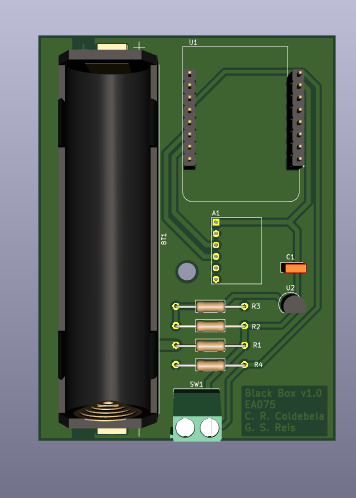 U1
A1
BT1
C1
U2
R3
R2
R1
R4
SW1
Black Box v1.0
EA075
C. R. Coldebela
G. S. Reis